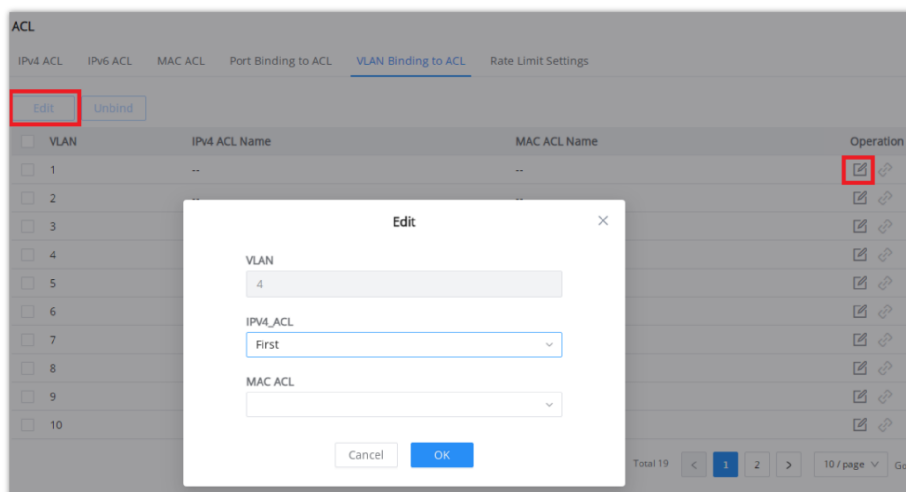 ACL
IPv4 ACL IPv6 ACL MAC ACL Port Binding to ACL VLAN Binding to ACL Rate Limit Settings
Edit Unbind
VLAN IPv4 ACL Name MAC ACL Name Operation
1 -- --
2 -- --
3
4
5
6
7
8
9
10
Edit
VLAN
4
IPV4_ACL
First
MAC ACL
Cancel OK
Total 19 < 1 2 > 10 / page Go